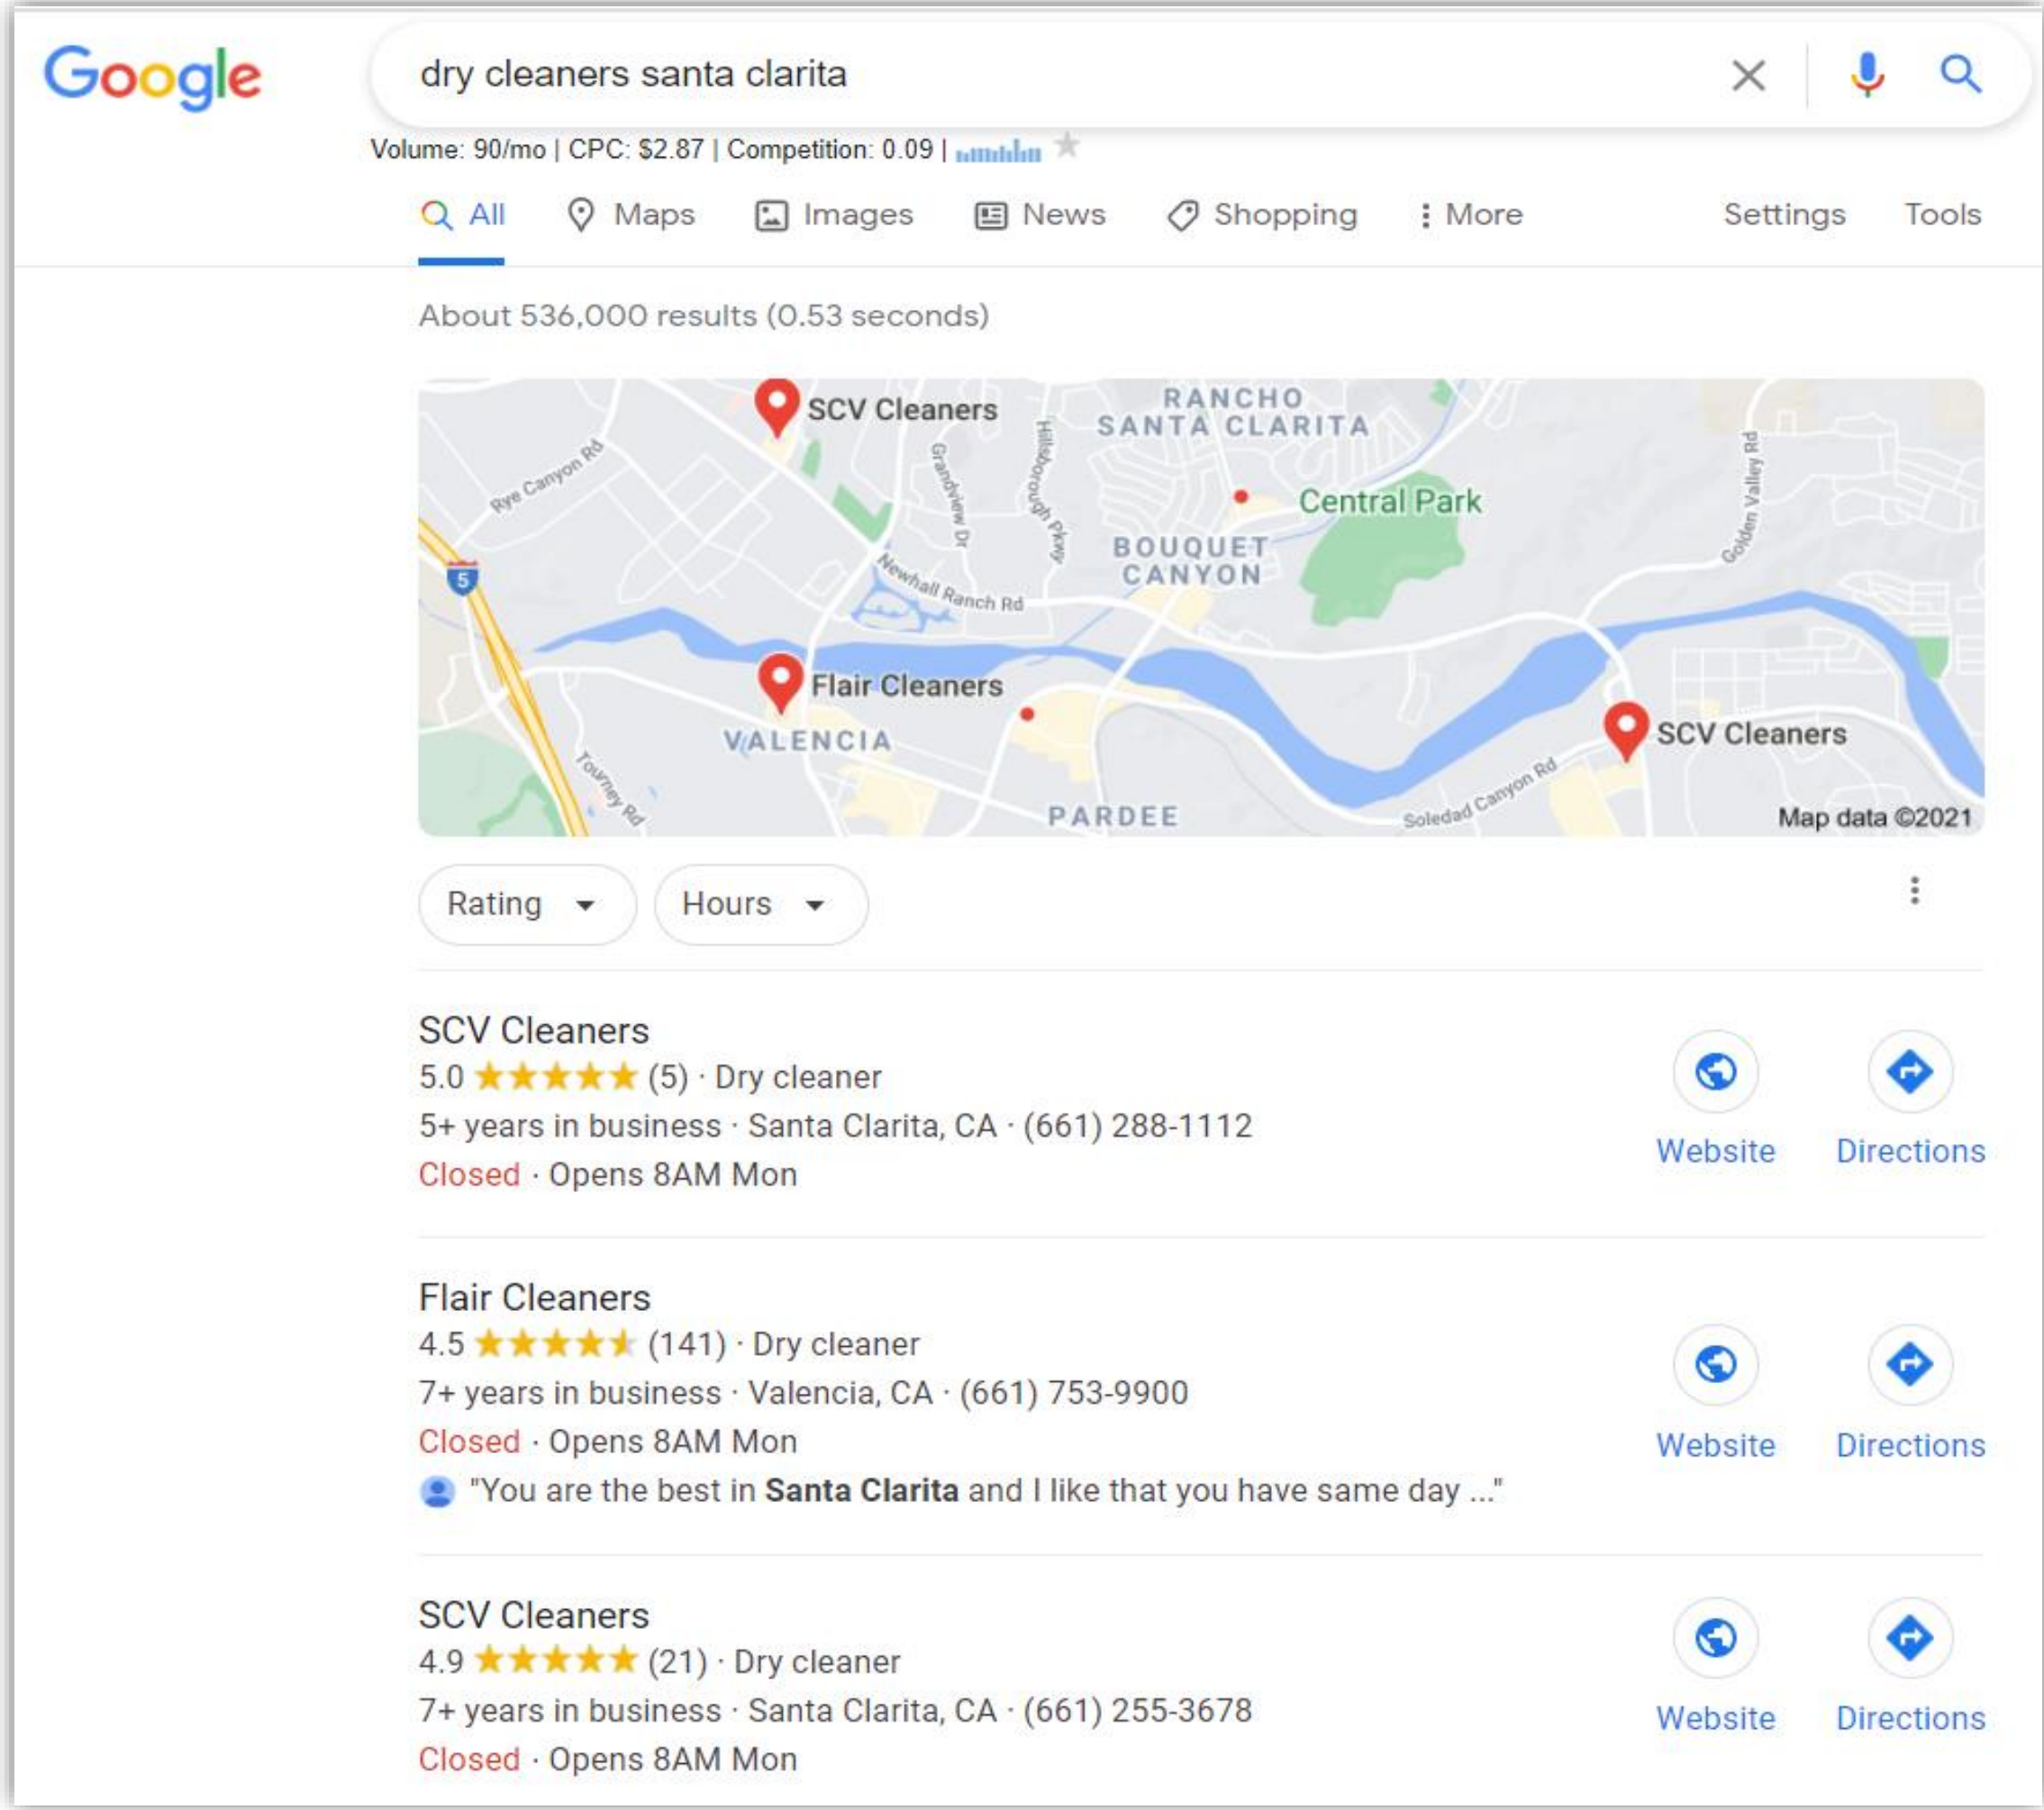 Google
dry cleaners santa clarita
Volume: 90/mo | CPC: $2.87 | Competition: 0.09 |
All Maps Images News Shopping More Settings Tools
About 536,000 results (0.53 seconds)
SCV Cleaners
RANCHO
SANTA CLARITA
Rye Canyon Rd
Grandview Dr
Hillsborough Pkwy
Central Park
Golden Valley Rd
BOUQUET
CANYON
5
Newhall Ranch Rd
Flair Cleaners
VALENCIA
SCV Cleaners
Tourney Rd
PARDEE
Soledad Canyon Rd
Map data ©2021
Rating Hours
SCV Cleaners
5.0 (5) · Dry cleaner
5+ years in business · Santa Clarita, CA · (661) 288-1112
Closed · Opens 8AM Mon
Website Directions
Flair Cleaners
4.5 (141) · Dry cleaner
7+ years in business · Valencia, CA · (661) 753-9900
Closed · Opens 8AM Mon
"You are the best in Santa Clarita and I like that you have same day ..."
Website Directions
SCV Cleaners
4.9 (21) · Dry cleaner
7+ years in business · Santa Clarita, CA · (661) 255-3678
Closed · Opens 8AM Mon
Website Directions